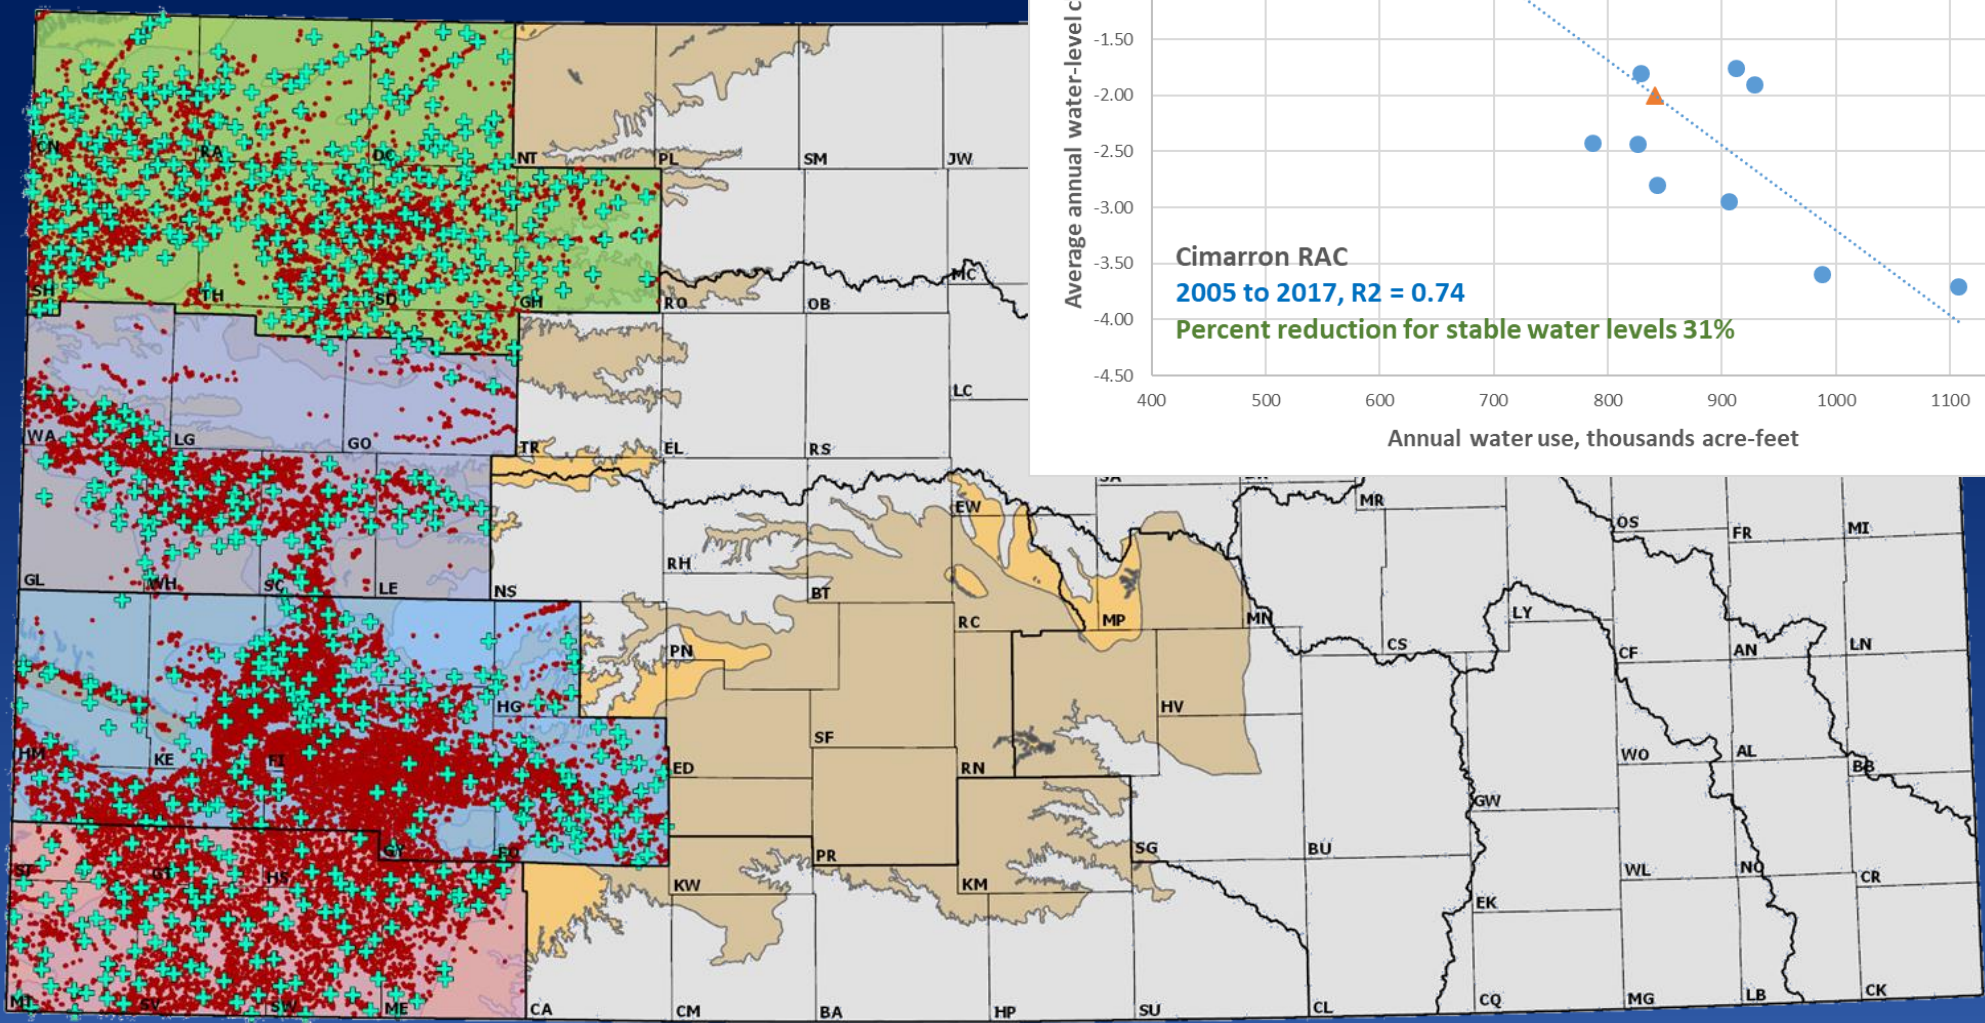 Average annual water-level c
-1.50
-2.00
-2.50
-3.00
-3.50
-4.00
-4.50
Cimarron RAC
2005 to 2017, R2 = 0.74
Percent reduction for stable water levels 31%
400 500 600 700 800 900 1000 1100
Annual water use, thousands acre-feet
CN RA DC NT PL SM JW
SH TH SD GH RO OB MC
WA LG GO TR EL RS LC
EW MR OS FR MI
GL WH SC LE NS RH BT
RC MP MN CS LY CF AN LN
PN HG HV
HM KE FI ED SF RN WO AL BB
GY FO PR SG BU GW
ST GT HS KW KM EK WL NO CR
MT SV SW ME CA CM BA HP SU CL CQ MG LB CK